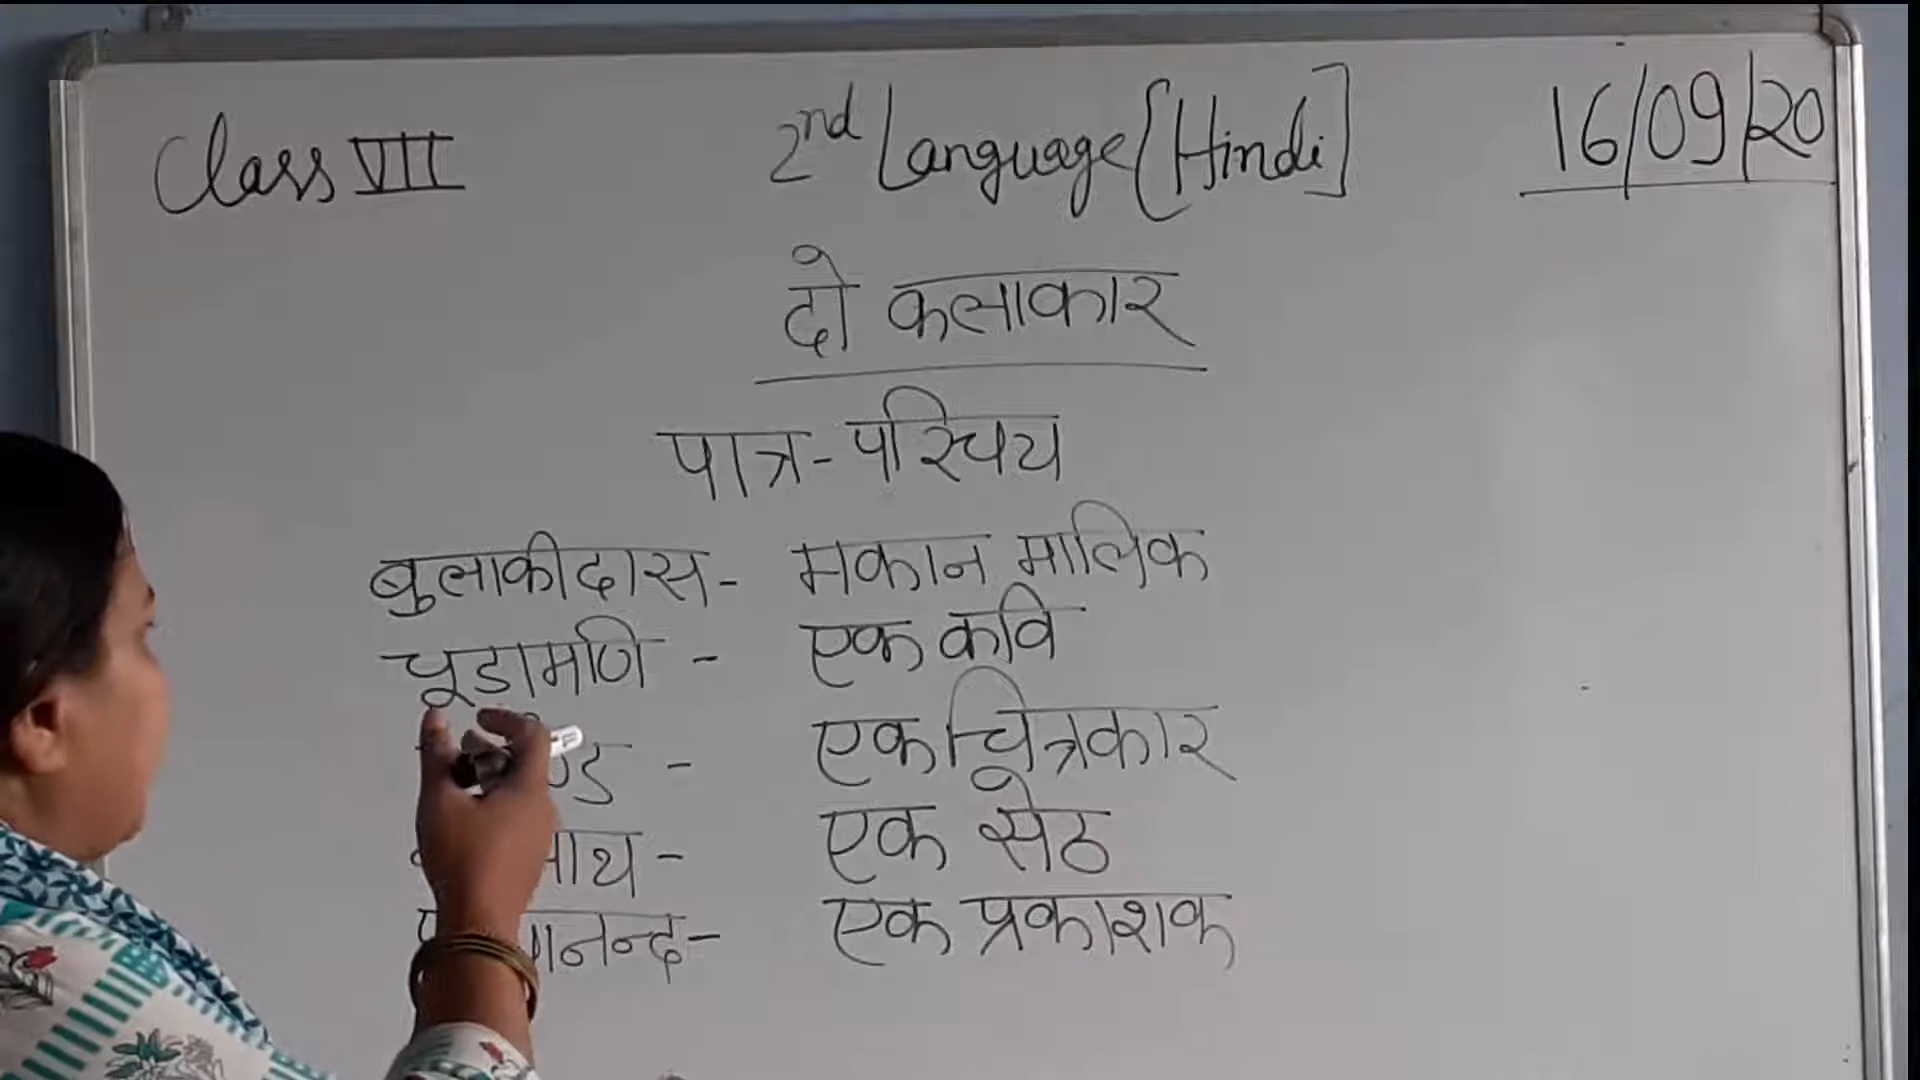 Class VII 2nd Language [Hindi] 16/09/20
दो कलाकार
पात्र-परिचय
बुलाकीदास - मकान मालिक
चूडामणि - एक कवि
- एक चित्रकार
- एक सेठ
- एक प्रकाशक